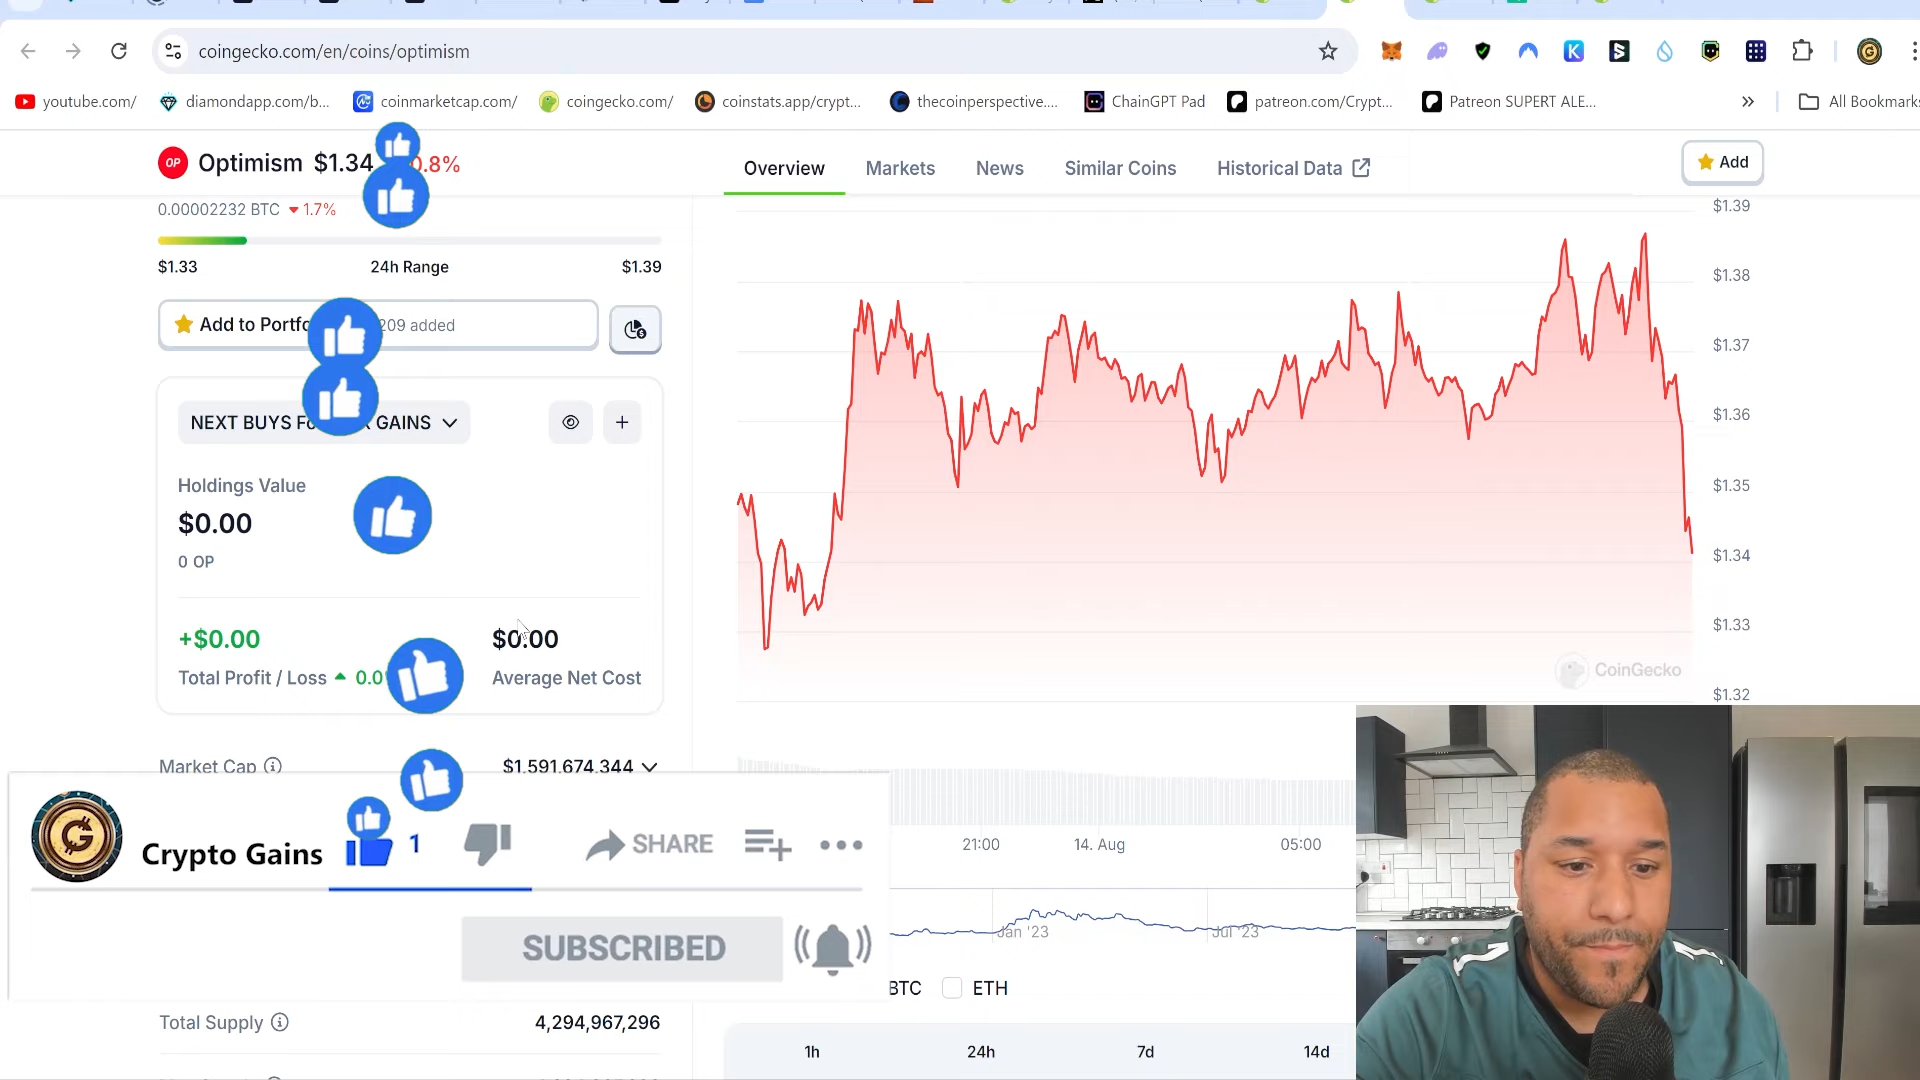 coingecko.com/en/coins/optimism
youtube.com/
diamondapp.com/b...
coinmarketcap.com/
coingecko.com/
coinstats.app/crypt...
thecoinperspective....
ChainGPT Pad
patreon.com/Crypt...
Patreon SUPERT ALE...
All Bookmarks
OP Optimism $1.34 0.8%
Overview
Markets
News
Similar Coins
Historical Data
Add
0.00002232 BTC 1.7%
$1.33 24h Range $1.39
Add to Portfo 209 added
NEXT BUYS Fo GAINS
Holdings Value
$0.00
0 OP
+$0.00
Total Profit / Loss 0.0
$0.00
Average Net Cost
Market Cap $1,591,674,344
$1.39
$1.38
$1.37
$1.36
$1.35
$1.34
$1.33
$1.32
CoinGecko
21:00 14. Aug 05:00
Jan '23 Jul '23
Crypto Gains 1 SHARE
SUBSCRIBED
BTC ETH
Total Supply 4,294,967,296
1h 24h 7d 14d